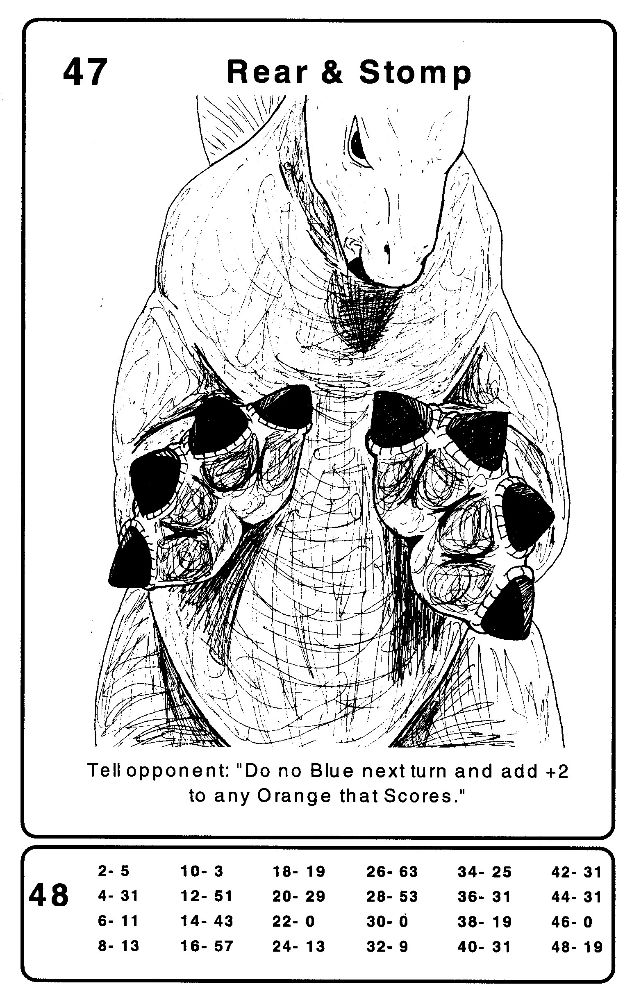 47 Rear & Stomp
Tell opponent: "Do no Blue next turn and add +2
to any Orange that Scores."
48
2- 5 10- 3 18- 19 26- 63 34- 25 42- 31
4- 31 12- 51 20- 29 28- 53 36- 31 44- 31
6- 11 14- 43 22- 0 30- 0 38- 19 46- 0
8- 13 16- 57 24- 13 32- 9 40- 31 48- 19